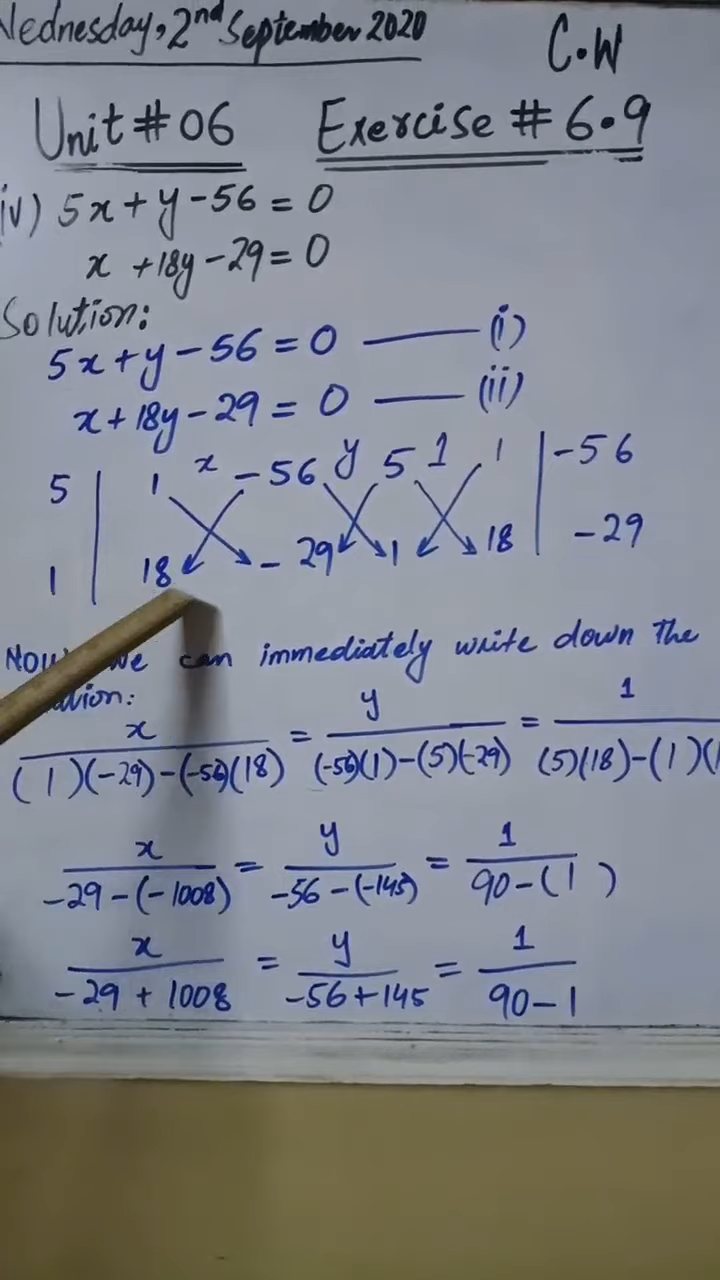 Wednesday, 2nd September 2020
C.W
Unit # 06 Exercise # 6.9
iv) 5x + y - 56 = 0
x + 18y - 29 = 0
Solution:
5x + y - 56 = 0 —— (i)
x + 18y - 29 = 0 —— (ii)
5 | 1 x -56 y 5 1 1 | -56
1 | 18 -29 1 18 | -29
we can immediately write down the
x / (1)(-29)-(-56)(18) = y / (-56)(1)-(5)(-29) = 1 / (5)(18)-(1)(1
x / -29-(-1008) = y / -56-(-145) = 1 / 90-(1)
x / -29+1008 = y / -56+145 = 1 / 90-1